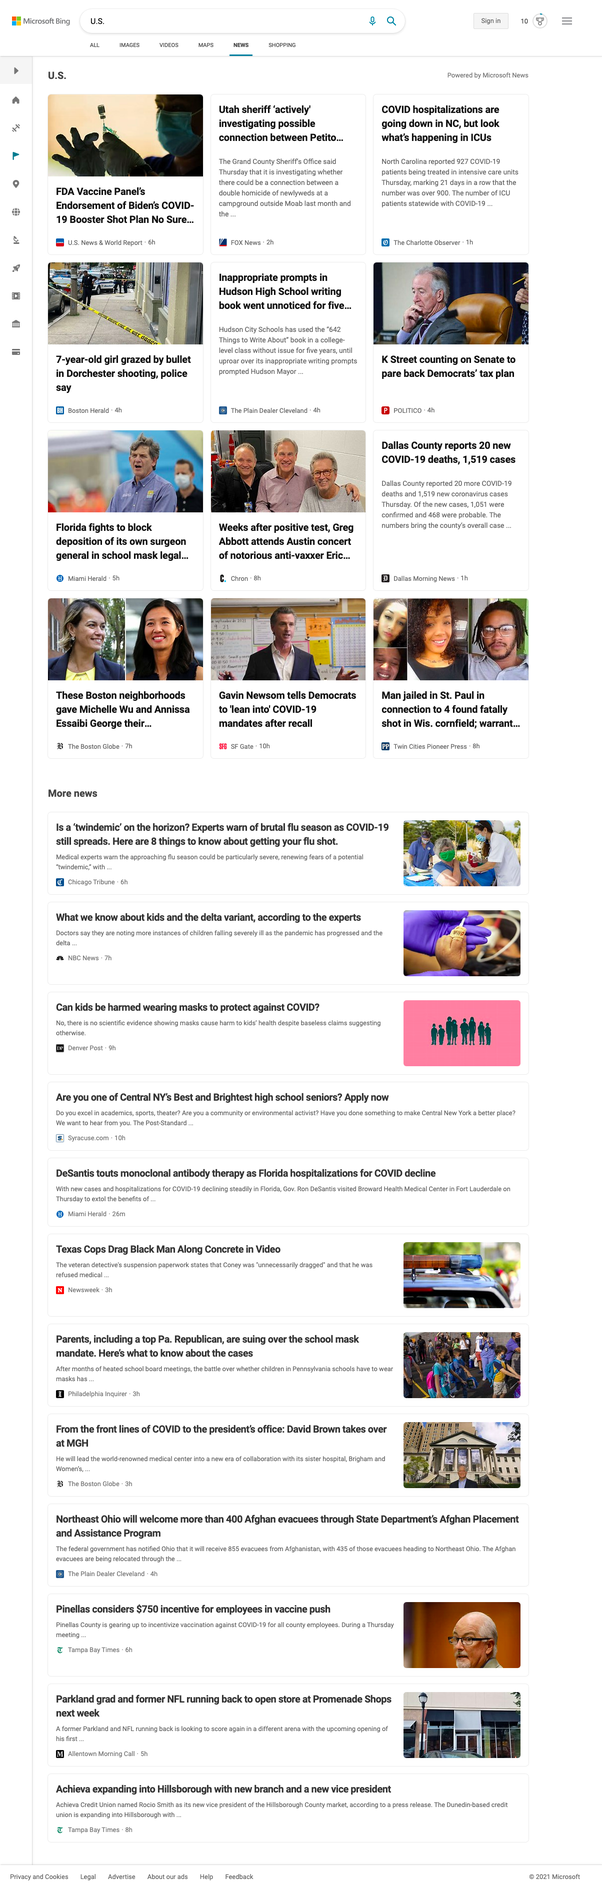 Microsoft Bing
U.S.
Sign in
10
ALL
IMAGES
VIDEOS
MAPS
NEWS
SHOPPING
U.S.
Powered by Microsoft News
FDA Vaccine Panel's
Endorsement of Biden's COVID-
19 Booster Shot Plan No Sure...
U.S. News & World Report · 6h
Utah sheriff 'actively'
investigating possible
connection between Petito...
The Grand County Sheriff's Office said
Thursday that it is investigating whether
there could be a connection between a
double homicide of newlyweds at a
campground outside Moab last month and
the ...
FOX News · 2h
COVID hospitalizations are
going down in NC, but look
what's happening in ICUs
North Carolina reported 927 COVID-19
patients being treated in intensive care units
Thursday, marking 21 days in a row that the
number was over 900. The number of ICU
patients statewide with COVID-19 ...
The Charlotte Observer · 1h
7-year-old girl grazed by bullet
in Dorchester shooting, police
say
Boston Herald · 4h
Inappropriate prompts in
Hudson High School writing
book went unnoticed for five...
Hudson City Schools has used the "642
Things to Write About" book in a college-
level class without issue for five years, until
uproar over its inappropriate writing prompts
prompted Hudson Mayor ...
The Plain Dealer Cleveland · 4h
K Street counting on Senate to
pare back Democrats' tax plan
POLITICO · 4h
Florida fights to block
deposition of its own surgeon
general in school mask legal...
Miami Herald · 5h
Weeks after positive test, Greg
Abbott attends Austin concert
of notorious anti-vaxxer Eric...
Chron · 8h
Dallas County reports 20 new
COVID-19 deaths, 1,519 cases
Dallas County reported 20 more COVID-19
deaths and 1,519 new coronavirus cases
Thursday. Of the new cases, 1,051 were
confirmed and 468 were probable. The
numbers bring the county's overall case ...
Dallas Morning News · 1h
These Boston neighborhoods
gave Michelle Wu and Annissa
Essaibi George their...
The Boston Globe · 7h
Gavin Newsom tells Democrats
to 'lean into' COVID-19
mandates after recall
SF Gate · 10h
Man jailed in St. Paul in
connection to 4 found fatally
shot in Wis. cornfield; warrant...
Twin Cities Pioneer Press · 8h
More news
Is a 'twindemic' on the horizon? Experts warn of brutal flu season as COVID-19
still spreads. Here are 8 things to know about getting your flu shot.
Medical experts warn the approaching flu season could be particularly severe, renewing fears of a potential
"twindemic," with ...
Chicago Tribune · 6h
What we know about kids and the delta variant, according to the experts
Doctors say they are noting more instances of children falling severely ill as the pandemic has progressed and the
delta ...
NBC News · 7h
Can kids be harmed wearing masks to protect against COVID?
No, there is no scientific evidence showing masks cause harm to kids' health despite baseless claims suggesting
otherwise.
Denver Post · 9h
Are you one of Central NY's Best and Brightest high school seniors? Apply now
Do you excel in academics, sports, theater? Are you a community or environmental activist? Have you done something to make Central New York a better place?
We want to hear from you. The Post-Standard ...
Syracuse.com · 10h
DeSantis touts monoclonal antibody therapy as Florida hospitalizations for COVID decline
With new cases and hospitalizations for COVID-19 declining steadily in Florida, Gov. Ron DeSantis visited Broward Health Medical Center in Fort Lauderdale on
Thursday to extol the benefits of ...
Miami Herald · 26m
Texas Cops Drag Black Man Along Concrete in Video
The veteran detective's suspension paperwork states that Coney was "unnecessarily dragged" and that he was
refused medical ...
Newsweek · 3h
Parents, including a top Pa. Republican, are suing over the school mask
mandate. Here's what to know about the cases
After months of heated school board meetings, the battle over whether children in Pennsylvania schools have to wear
masks has ...
Philadelphia Inquirer · 3h
From the front lines of COVID to the president's office: David Brown takes over
at MGH
He will lead the world-renowned medical center into a new era of collaboration with its sister hospital, Brigham and
Women's, ...
The Boston Globe · 3h
Northeast Ohio will welcome more than 400 Afghan evacuees through State Department's Afghan Placement
and Assistance Program
The federal government has notified Ohio that it will receive 855 evacuees from Afghanistan, with 435 of those evacuees heading to Northeast Ohio. The Afghan
evacuees are being relocated through the ...
The Plain Dealer Cleveland · 4h
Pinellas considers $750 incentive for employees in vaccine push
Pinellas County is gearing up to incentivize vaccination against COVID-19 for all county employees. During a Thursday
meeting ...
Tampa Bay Times · 6h
Parkland grad and former NFL running back to open store at Promenade Shops
next week
A former Parkland and NFL running back is looking to score again in a different arena with the upcoming opening of
his first ...
Allentown Morning Call · 5h
Achieva expanding into Hillsborough with new branch and a new vice president
Achieva Credit Union named Rocio Smith as its new vice president of the Hillsborough County market, according to a press release. The Dunedin-based credit
union is expanding into Hillsborough with ...
Tampa Bay Times · 8h
Privacy and Cookies
Legal
Advertise
About our ads
Help
Feedback
© 2021 Microsoft